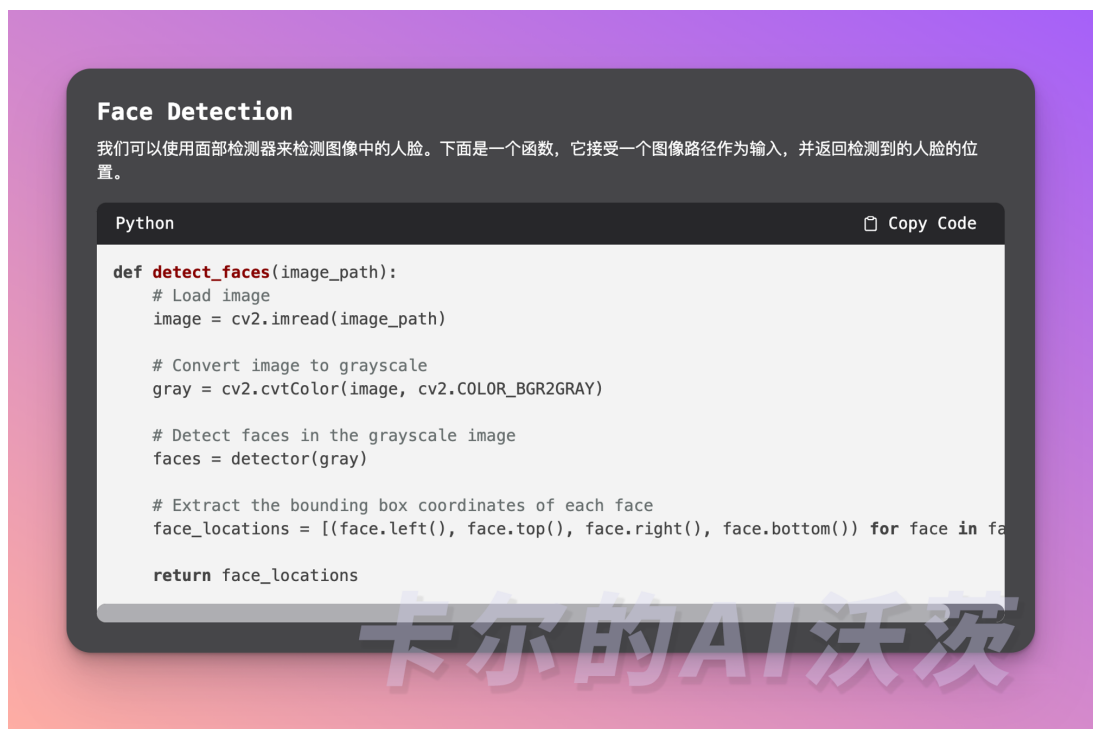 Face Detection
我们可以使用面部检测器来检测图像中的人脸。下面是一个函数，它接受一个图像路径作为输入，并返回检测到的人脸的位
置。
Python Copy Code
def detect_faces(image_path):
    # Load image
    image = cv2.imread(image_path)
    # Convert image to grayscale
    gray = cv2.cvtColor(image, cv2.COLOR_BGR2GRAY)
    # Detect faces in the grayscale image
    faces = detector(gray)
    # Extract the bounding box coordinates of each face
    face_locations = [(face.left(), face.top(), face.right(), face.bottom()) for face in fa
    return face_locations
卡尔的AI沃茨